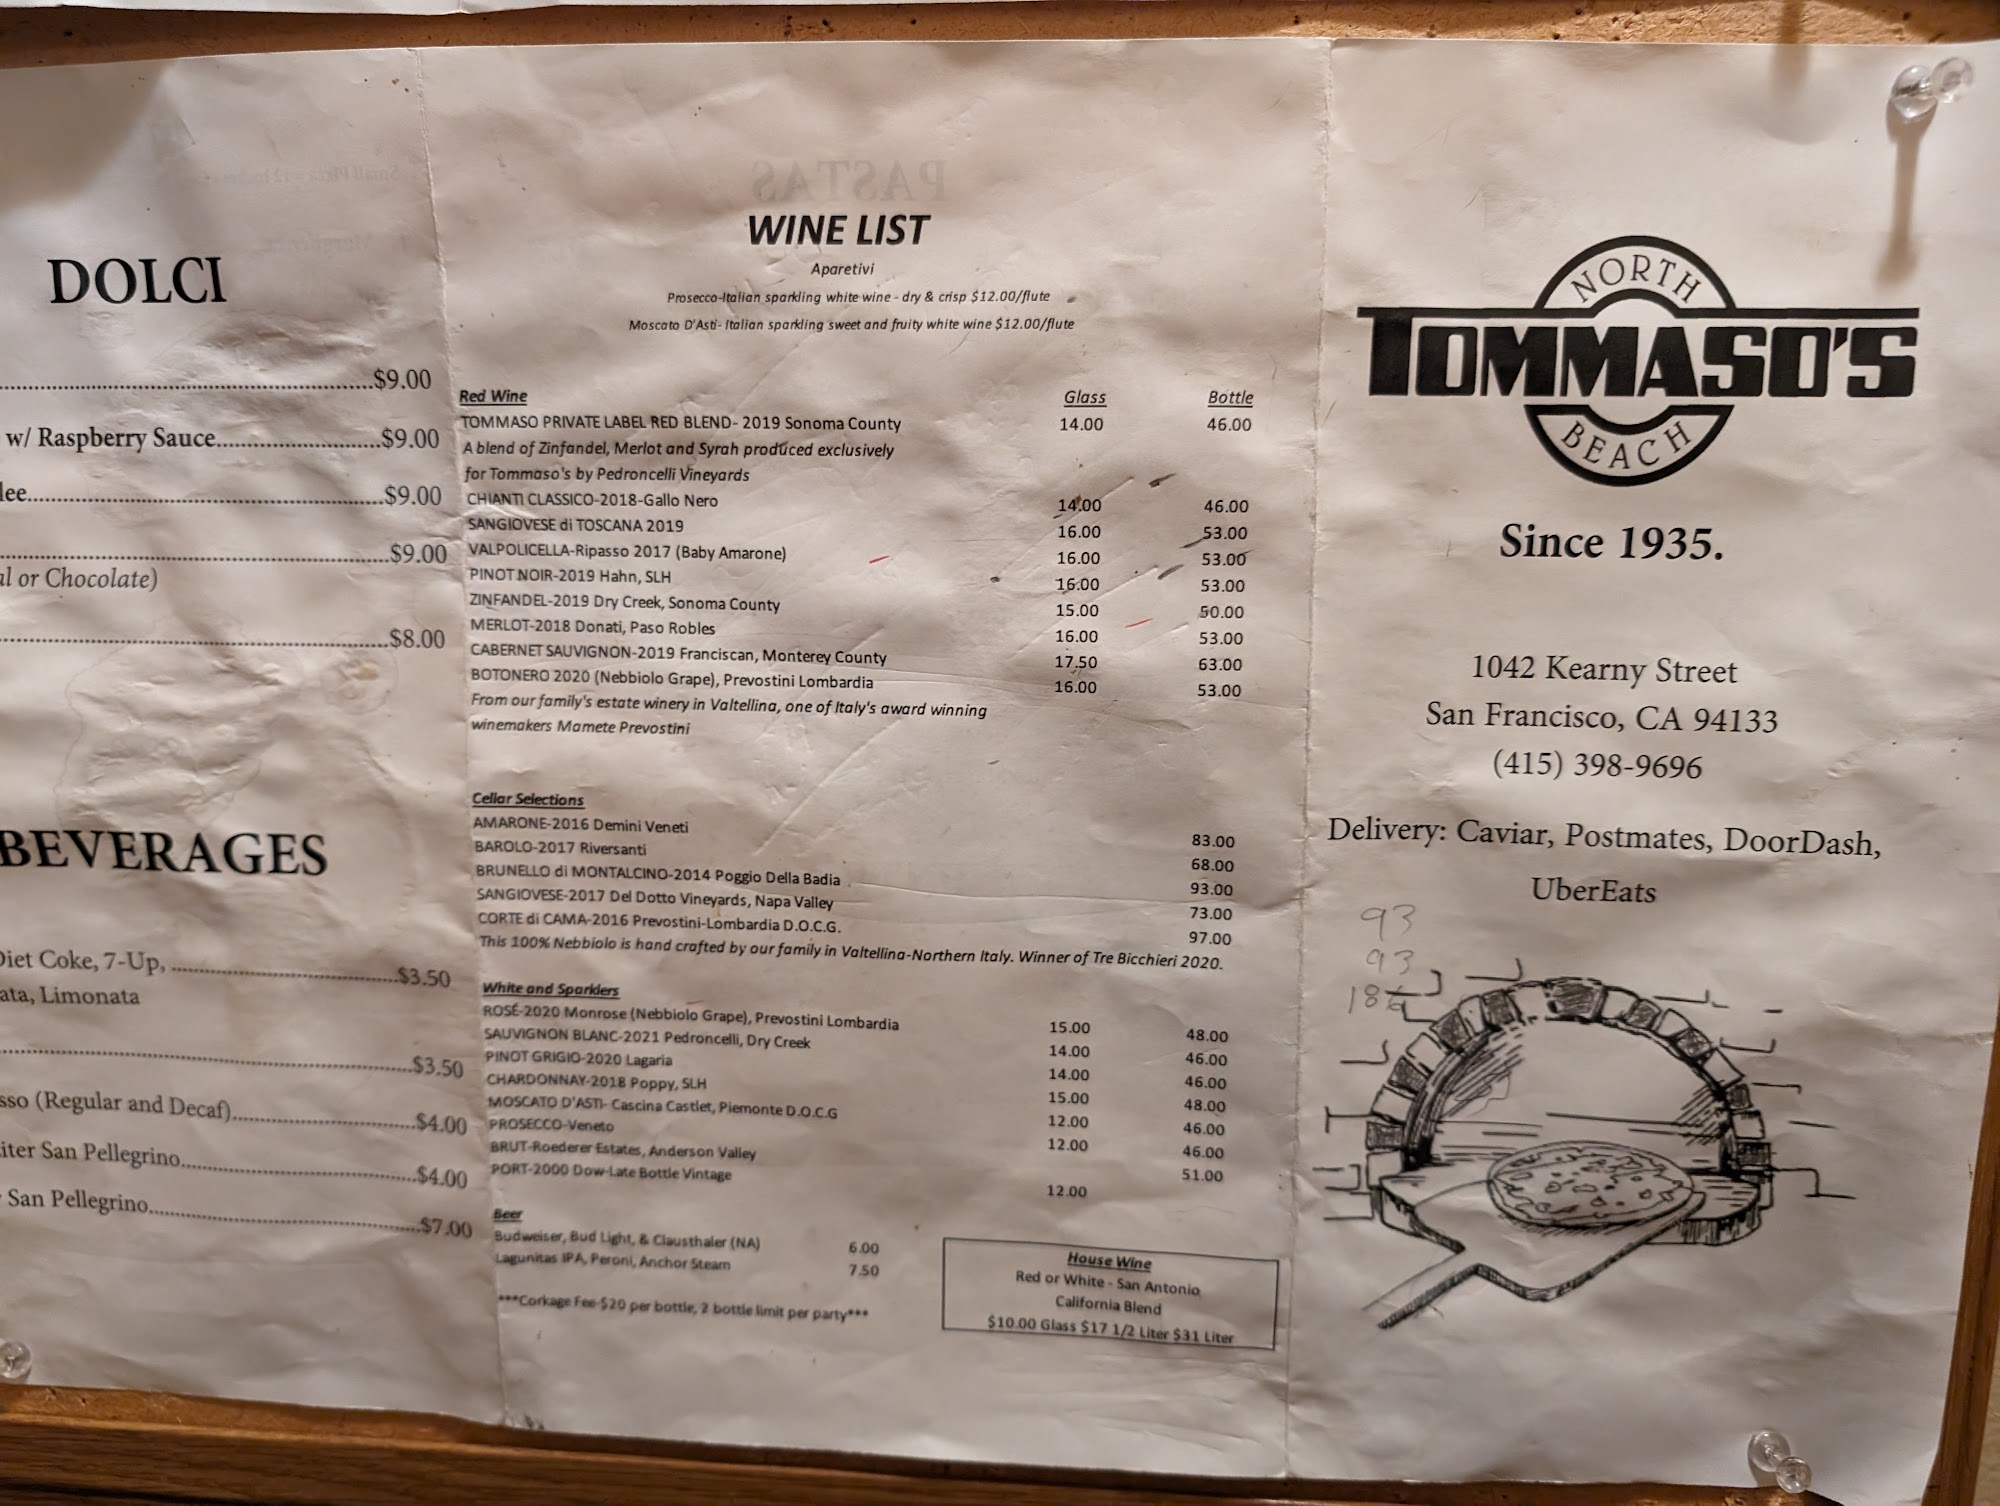 DOLCI
$9.00
w/ Raspberry Sauce $9.00
lee $9.00
$9.00
al or Chocolate)
$8.00
BEVERAGES
Diet Coke, 7-Up, $3.50
ata, Limonata
$3.50
sso (Regular and Decaf) $4.00
iter San Pellegrino $4.00
San Pellegrino $7.00
PASTAS
WINE LIST
Aparetivi
Prosecco-Italian sparkling white wine - dry & crisp $12.00/flute
Moscato D'Asti- Italian sparkling sweet and fruity white wine $12.00/flute
Red Wine Glass Bottle
TOMMASO PRIVATE LABEL RED BLEND- 2019 Sonoma County 14.00 46.00
A blend of Zinfandel, Merlot and Syrah produced exclusively
for Tommaso's by Pedroncelli Vineyards
CHIANTI CLASSICO-2018-Gallo Nero 14.00 46.00
SANGIOVESE di TOSCANA 2019 16.00 53.00
VALPOLICELLA-Ripasso 2017 (Baby Amarone) 16.00 53.00
PINOT NOIR-2019 Hahn, SLH 16.00 53.00
ZINFANDEL-2019 Dry Creek, Sonoma County 15.00 50.00
MERLOT-2018 Donati, Paso Robles 16.00 53.00
CABERNET SAUVIGNON-2019 Franciscan, Monterey County 17.50 63.00
BOTONERO 2020 (Nebbiolo Grape), Prevostini Lombardia 16.00 53.00
From our family's estate winery in Valtellina, one of Italy's award winning
winemakers Mamete Prevostini
Cellar Selections
AMARONE-2016 Demini Veneti 83.00
BAROLO-2017 Riversanti 68.00
BRUNELLO di MONTALCINO-2014 Poggio Della Badia 93.00
SANGIOVESE-2017 Del Dotto Vineyards, Napa Valley 73.00
CORTE di CAMA-2016 Prevostini-Lombardia D.O.C.G. 97.00
This 100% Nebbiolo is hand crafted by our family in Valtellina-Northern Italy. Winner of Tre Bicchieri 2020.
White and Sparklers
ROSÉ-2020 Monrose (Nebbiolo Grape), Prevostini Lombardia 15.00 48.00
SAUVIGNON BLANC-2021 Pedroncelli, Dry Creek 14.00 46.00
PINOT GRIGIO-2020 Lagaria 14.00 46.00
CHARDONNAY-2018 Poppy, SLH 15.00 48.00
MOSCATO D'ASTI- Cascina Castlet, Piemonte D.O.C.G 12.00 46.00
PROSECCO-Veneto 12.00 46.00
BRUT-Roederer Estates, Anderson Valley 51.00
PORT-2000 Dow-Late Bottle Vintage 12.00
Beer
Budweiser, Bud Light, & Clausthaler (NA) 6.00
Lagunitas IPA, Peroni, Anchor Steam 7.50
***Corkage Fee-$20 per bottle, 2 bottle limit per party***
House Wine
Red or White - San Antonio
California Blend
$10.00 Glass $17 1/2 Liter $31 Liter
NORTH
TOMMASO'S
BEACH
Since 1935.
1042 Kearny Street
San Francisco, CA 94133
(415) 398-9696
Delivery: Caviar, Postmates, DoorDash,
UberEats
93
93
186